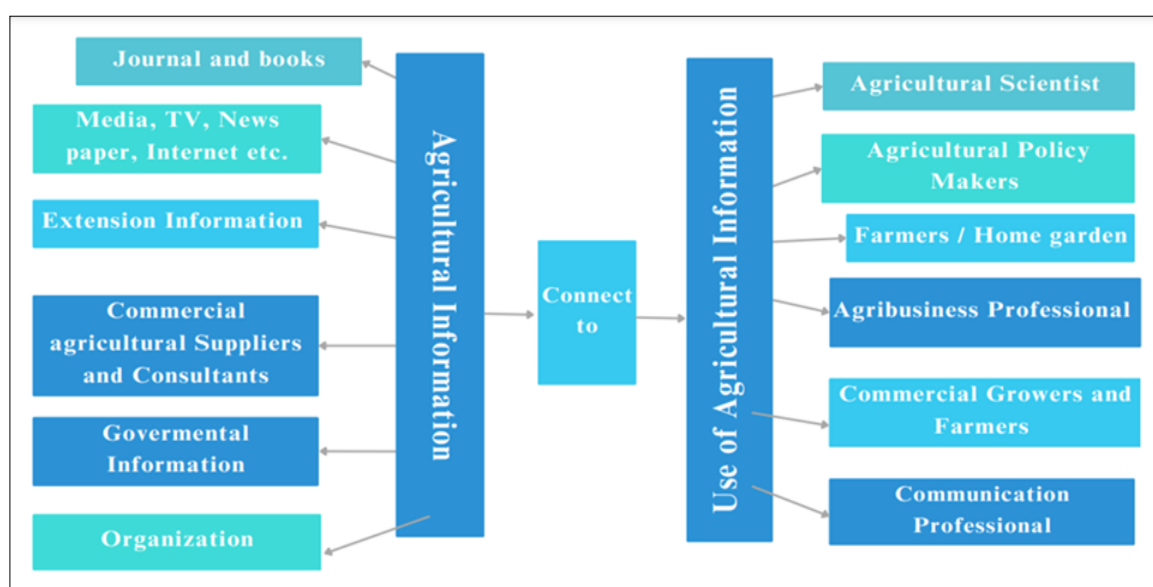 Journal and books
Media, TV, News
paper, Internet etc.
Extension Information
Commercial
agricultural Suppliers
and Consultants
Govermental
Information
Organization
Agricultural Information
Connect
to
Use of Agricultural Information
Agricultural Scientist
Agricultural Policy
Makers
Farmers / Home garden
Agribusiness Professional
Commercial Growers and
Farmers
Communication
Professional